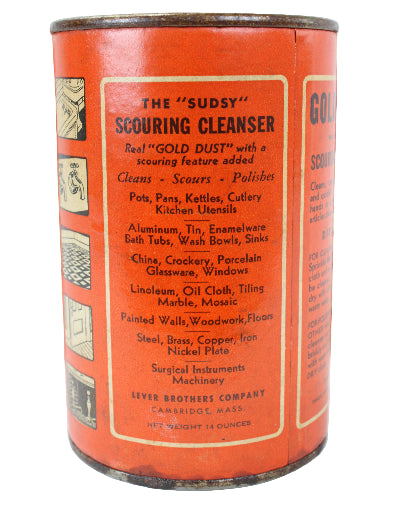 THE "SUDSY"
SCOURING CLEANSER
Real "GOLD DUST" with a
scouring feature added
Cleans - Scours - Polishes
Pots, Pans, Kettles, Cutlery
Kitchen Utensils
Aluminum, Tin, Enamelware
Bath Tubs, Wash Bowls, Sinks
China, Crockery, Porcelain
Glassware, Windows
Linoleum, Oil Cloth, Tiling
Marble, Mosaic
Painted Walls, Woodwork, Floors
Steel, Brass, Copper, Iron
Nickel Plate
Surgical Instruments
Machinery
LEVER BROTHERS COMPANY
CAMBRIDGE, MASS.
NET WEIGHT 14 OUNCES